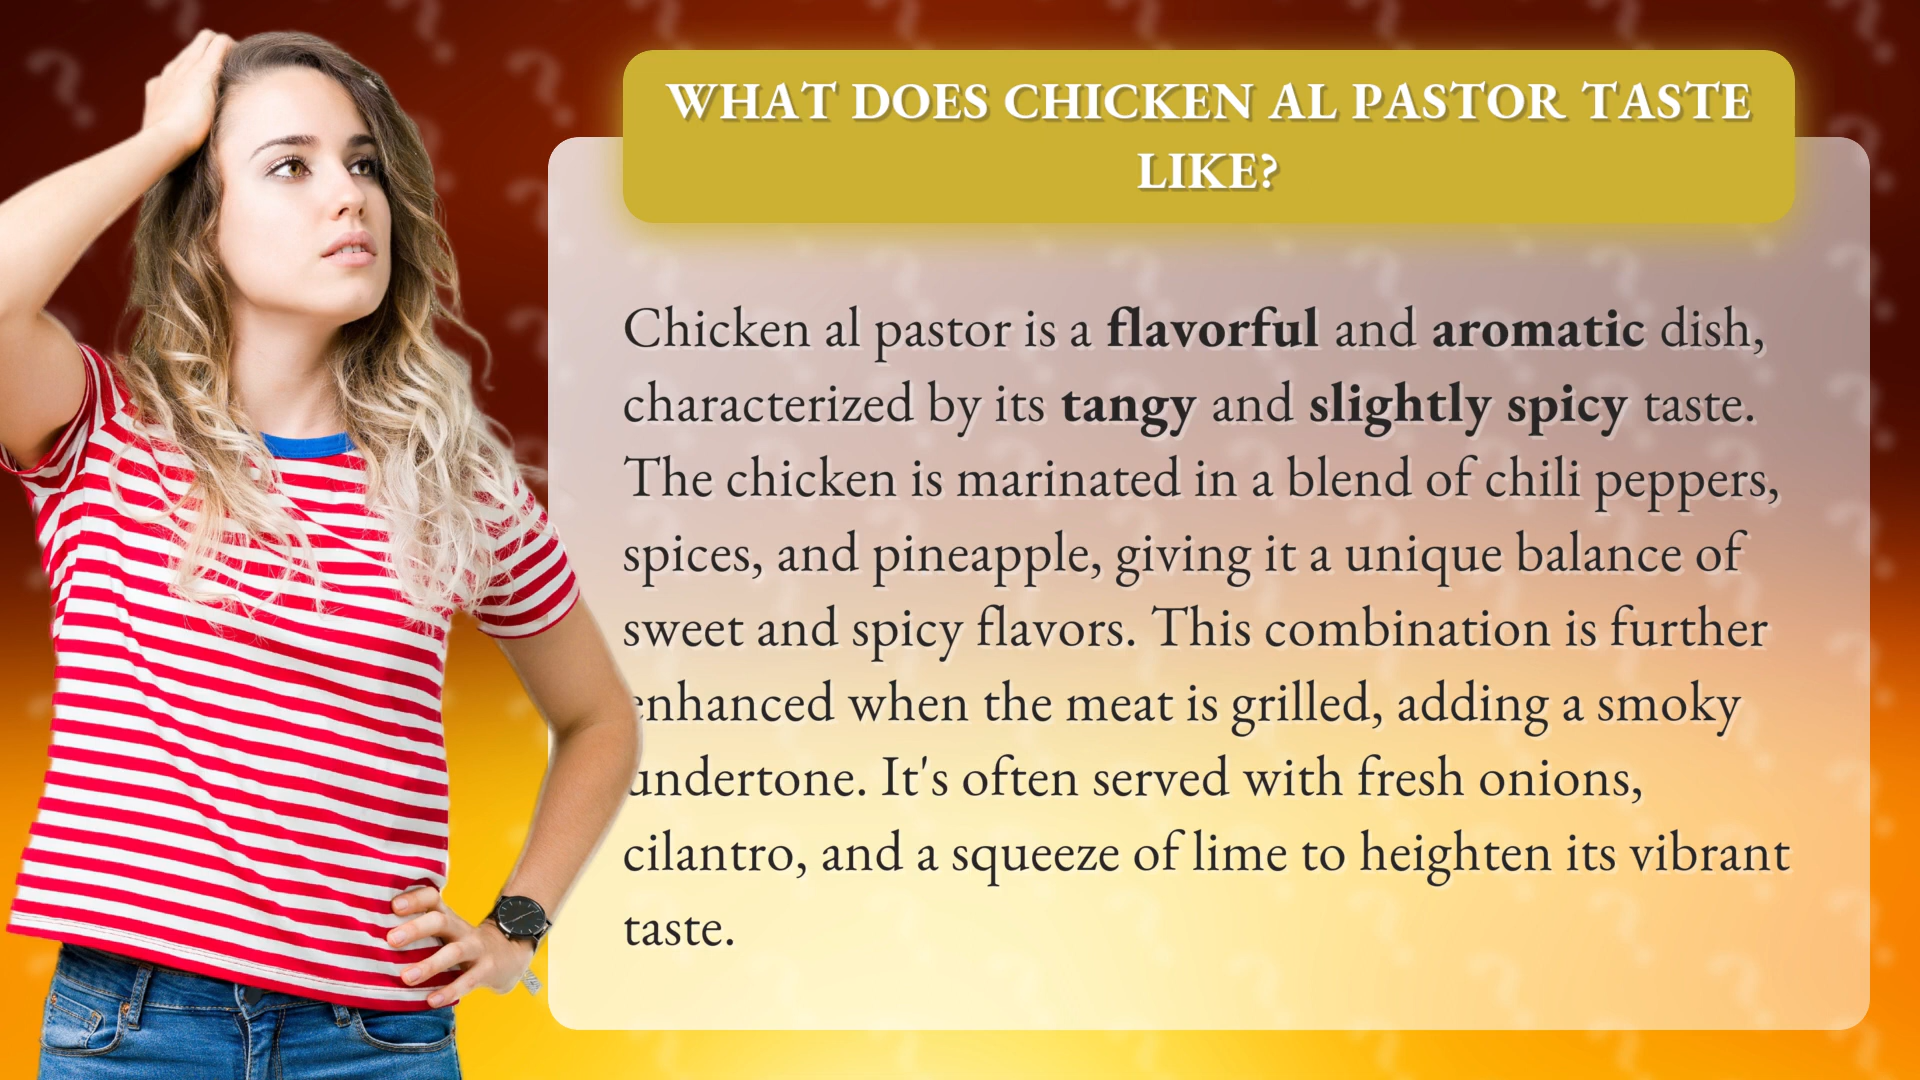 WHAT DOES CHICKEN AL PASTOR TASTE
LIKE?
Chicken al pastor is a flavorful and aromatic dish,
characterized by its tangy and slightly spicy taste.
The chicken is marinated in a blend of chili peppers,
spices, and pineapple, giving it a unique balance of
sweet and spicy flavors. This combination is further
enhanced when the meat is grilled, adding a smoky
undertone. It's often served with fresh onions,
cilantro, and a squeeze of lime to heighten its vibrant
taste.